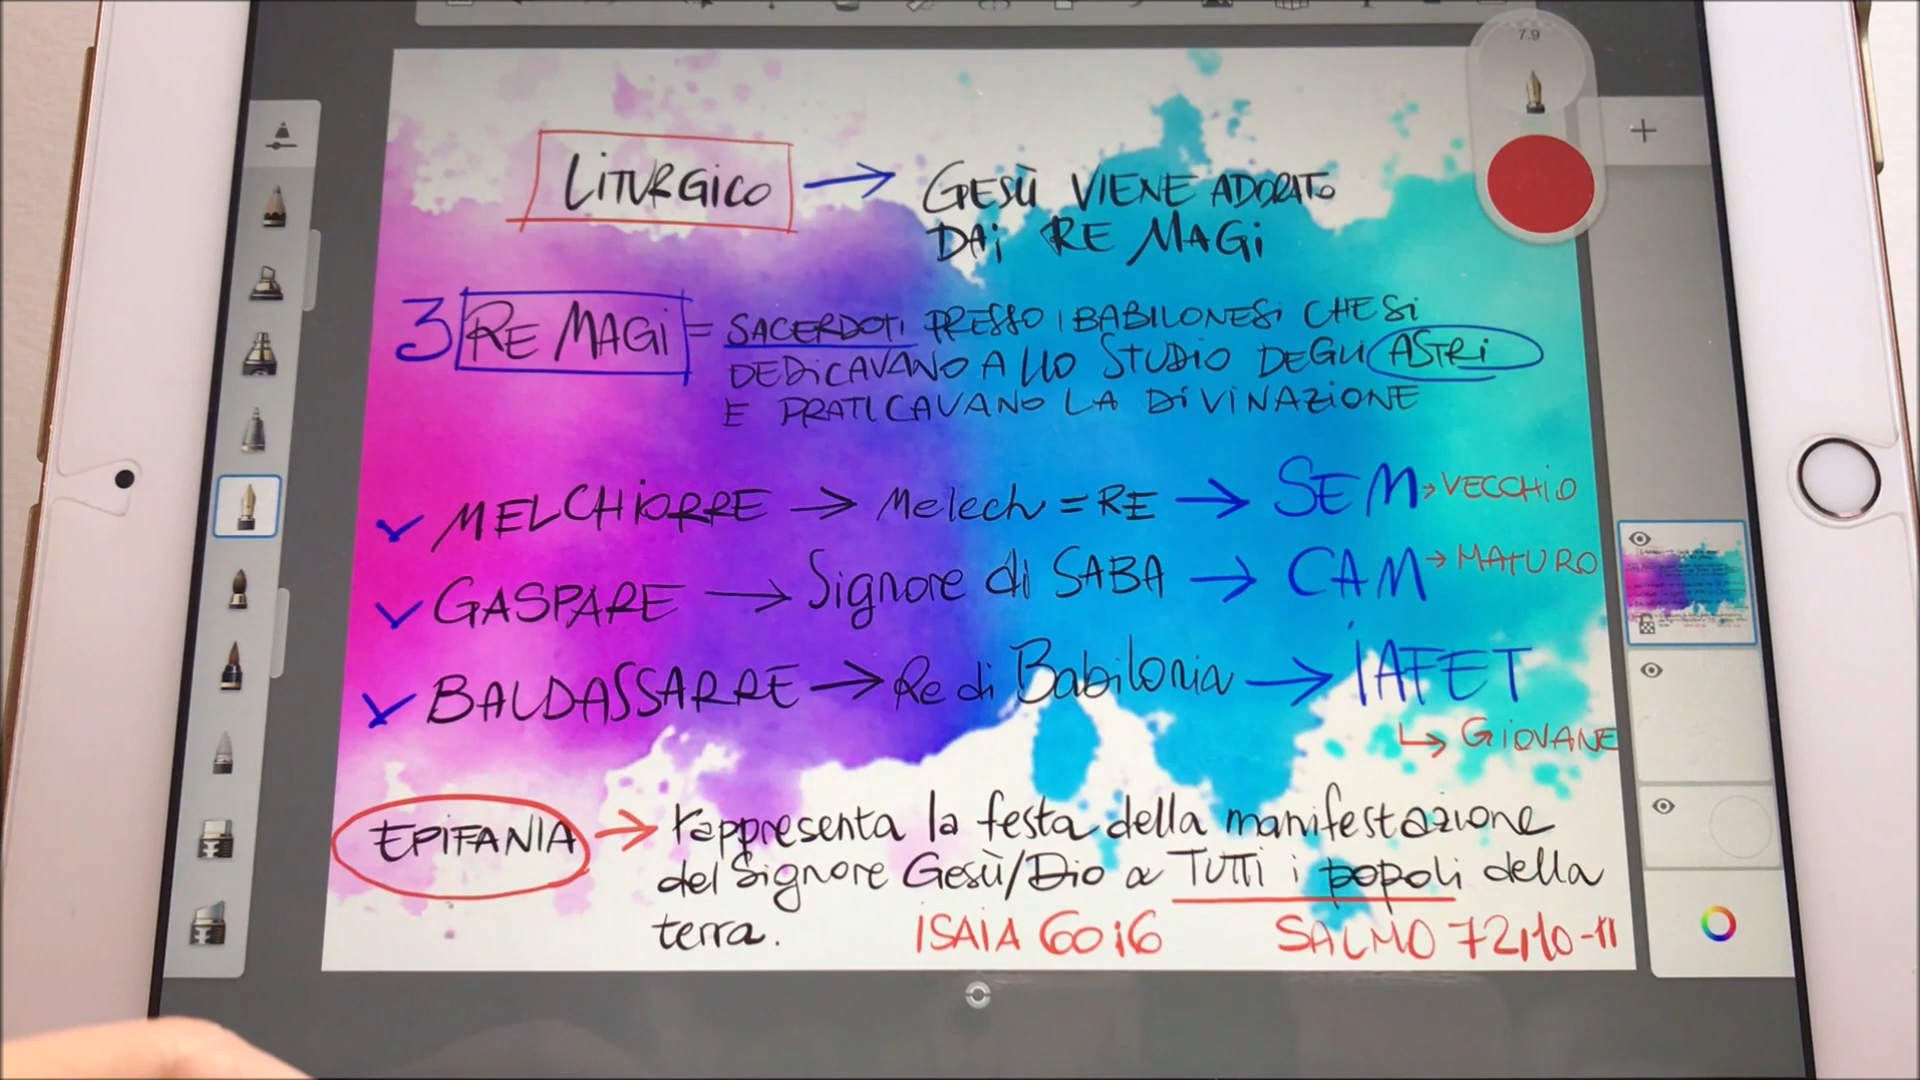 7.9
LiTURGiCO → GESÙ VIENE ADORATO
DAi RE MAGi
3 RE MAGi = SACERDOTi PRESSO i BABILONESi CHE Si
DEDiCAVANO A LLO STUDIO DEGLI ASTRi
E PRATICAVANO LA DiViNAZiONE
✓ MELCHiORRE → Melech = RE → SEM → VECCHiO
✓ GASPARE → Signore di SABA → CAM → MATURO
✓ BALDASSARRE → Re di Babilonia → iAFET
↳ GiOVANE
EPIFANIA → rappresenta la festa della manifestazione
del Signore Gesù/Dio a TUTTi i popoli della
terra. iSAiA 60;6 SALMO 72,10-11